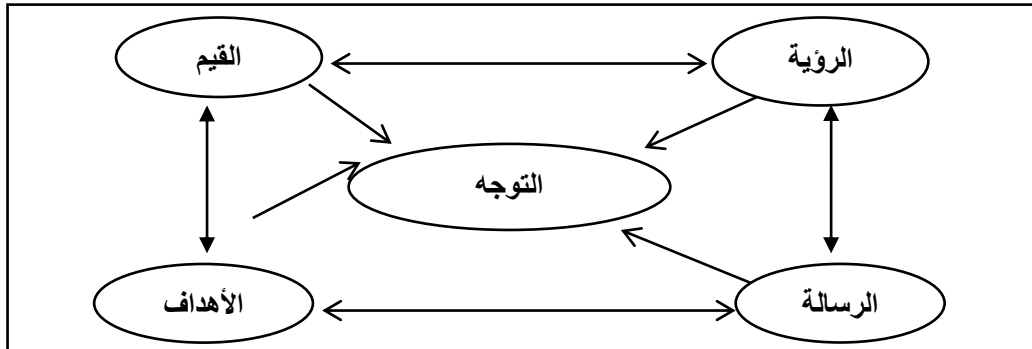 الرؤية
القيم
التوجه
الرسالة
الأهداف